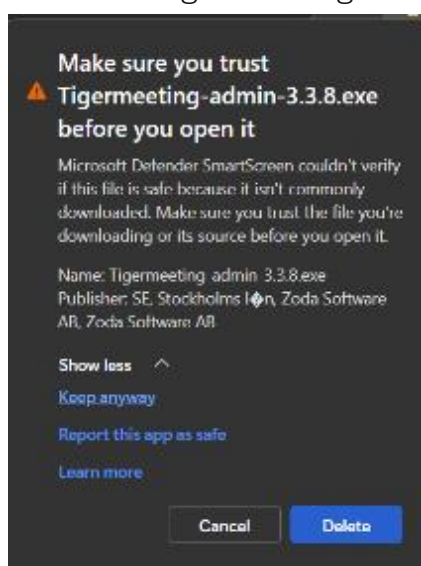 Make sure you trust
Tigermeeting-admin-3.3.8.exe
before you open it
Microsoft Defender SmartScreen couldn't verify
if this file is safe because it isn't commonly
downloaded. Make sure you trust the file you're
downloading or its source before you open it.
Name: Tigermeeting-admin-3.3.8.exe
Publisher: SE, Stockholms l�n, Zoda Software
AB, Zoda Software AB
Show less
Keep anyway
Report this app as safe
Learn more
Cancel
Delete